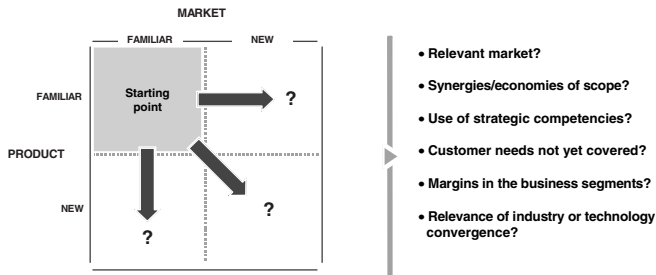 MARKET
FAMILIAR
NEW
FAMILIAR
Starting
point
?
PRODUCT
NEW
?
?
• Relevant market?
• Synergies/economies of scope?
• Use of strategic competencies?
• Customer needs not yet covered?
• Margins in the business segments?
• Relevance of industry or technology
convergence?